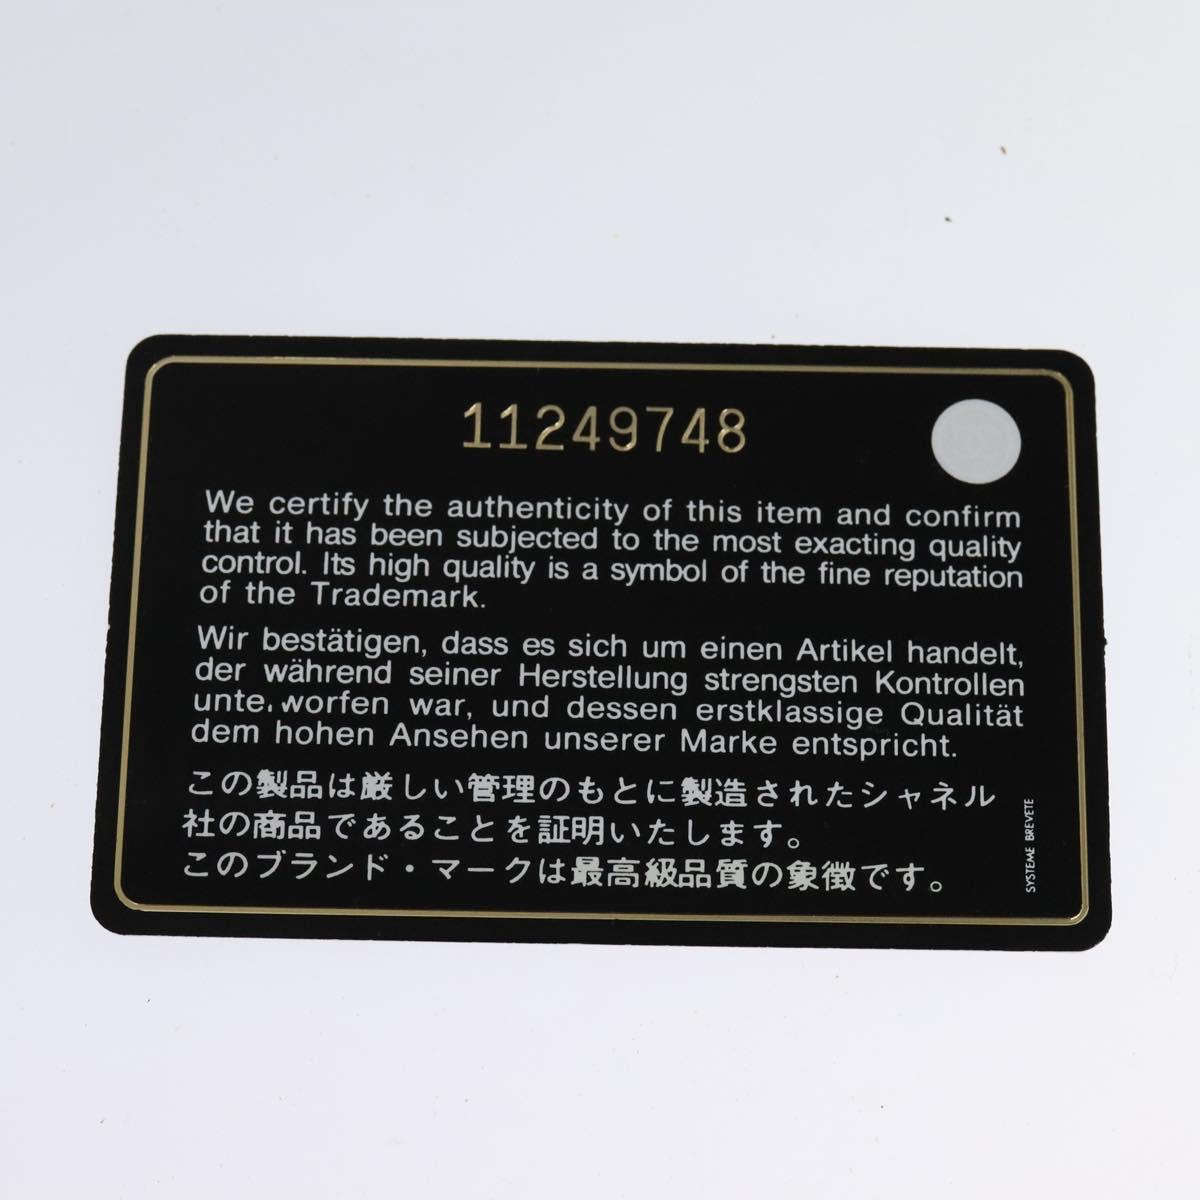 11249748
We certify the authenticity of this item and confirm
that it has been subjected to the most exacting quality
control. Its high quality is a symbol of the fine reputation
of the Trademark.
Wir bestätigen, dass es sich um einen Artikel handelt,
der während seiner Herstellung strengsten Kontrollen
unterworfen war, und dessen erstklassige Qualität
dem hohen Ansehen unserer Marke entspricht.
この製品は厳しい管理のもとに製造されたシャネル
社の商品であることを証明いたします。
このブランド・マークは最高級品質の象徴です。
SYSTEME BREVETE